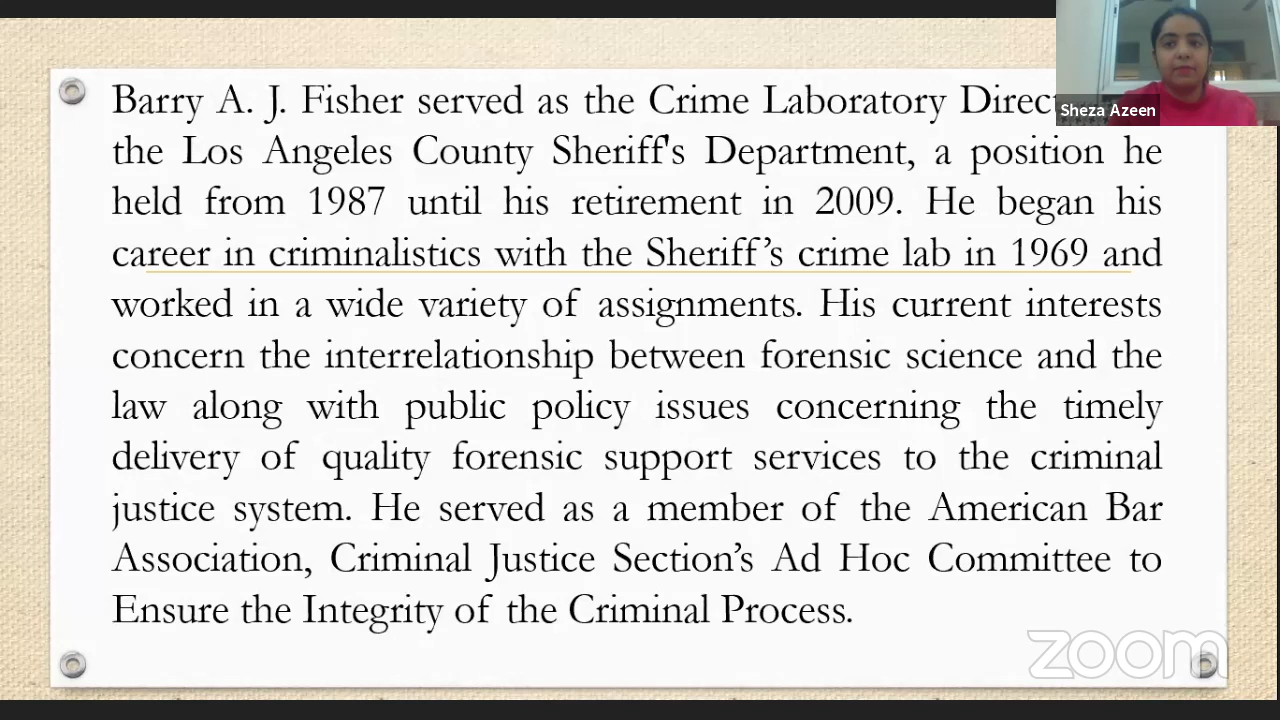 Barry A. J. Fisher served as the Crime Laboratory Direc
the Los Angeles County Sheriff's Department, a position he
held from 1987 until his retirement in 2009. He began his
career in criminalistics with the Sheriff’s crime lab in 1969 and
worked in a wide variety of assignments. His current interests
concern the interrelationship between forensic science and the
law along with public policy issues concerning the timely
delivery of quality forensic support services to the criminal
justice system. He served as a member of the American Bar
Association, Criminal Justice Section’s Ad Hoc Committee to
Ensure the Integrity of the Criminal Process.
Sheza Azeen
zoom